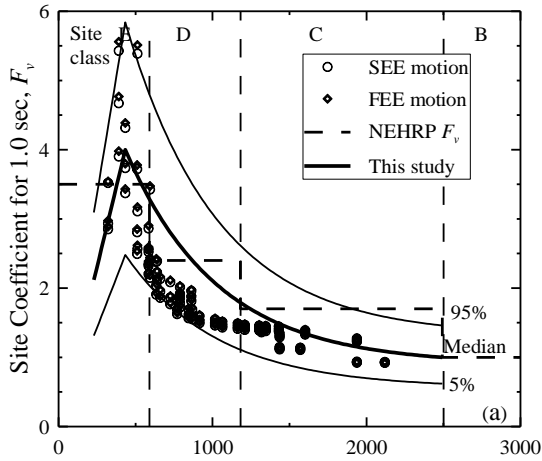 6
Site
class
E
D
C
B
SEE motion
FEE motion
NEHRP Fv
This study
Site Coefficient for 1.0 sec, Fv
4
2
0
95%
Median
5%
(a)
0 500 1000 1500 2000 2500 3000